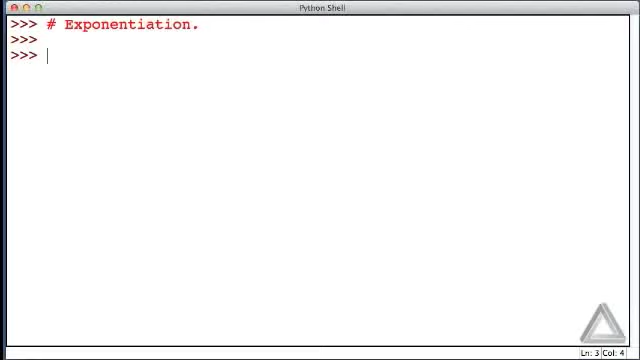 Python Shell
>>> # Exponentiation.
>>>
>>>
Ln: 3 Col: 4